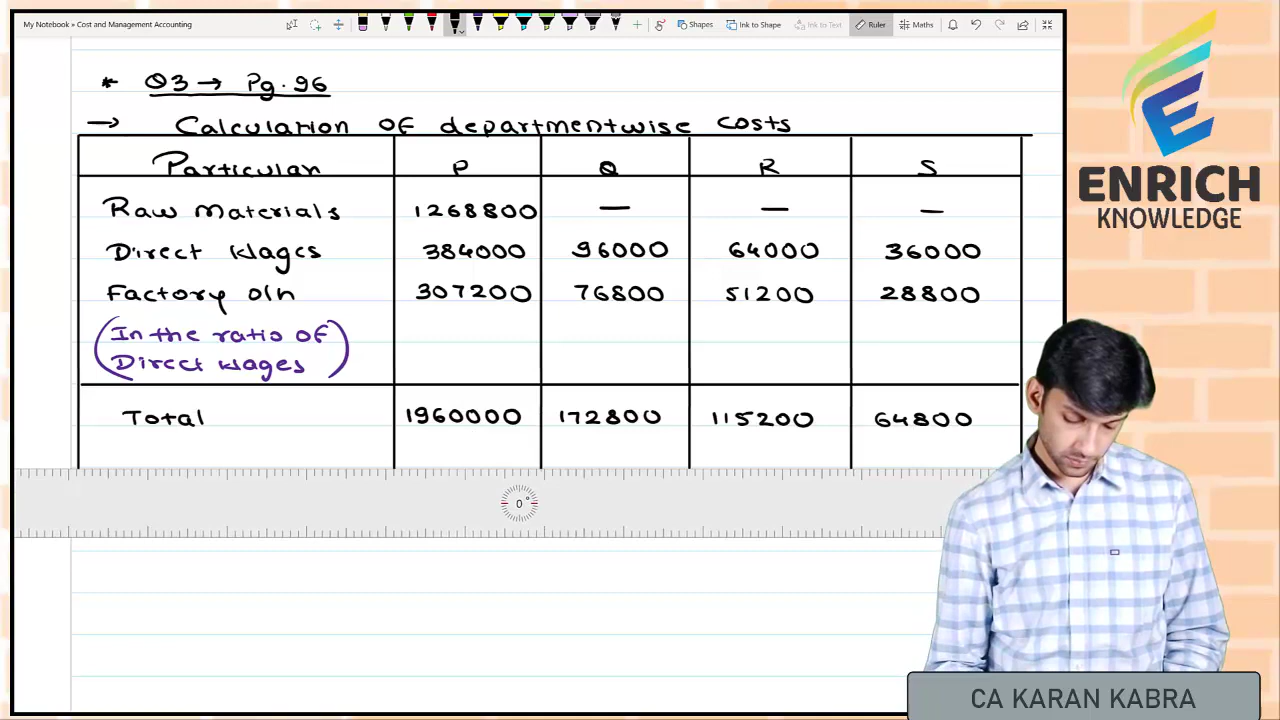 My Notebook » Cost and Management Accounting
Shapes Ink to Shape Ink to Text Ruler Maths
* Q3 → Pg. 96
→ Calculation of departmentwise costs
Particular P Q R S
Raw Materials 1268800 — — —
Direct Wages 384000 96000 64000 36000
Factory o/h 307200 76800 51200 28800
(In the ratio of
Direct Wages)
Total 1960000 172800 115200 64800
0°
ENRICH
KNOWLEDGE
CA KARAN KABRA